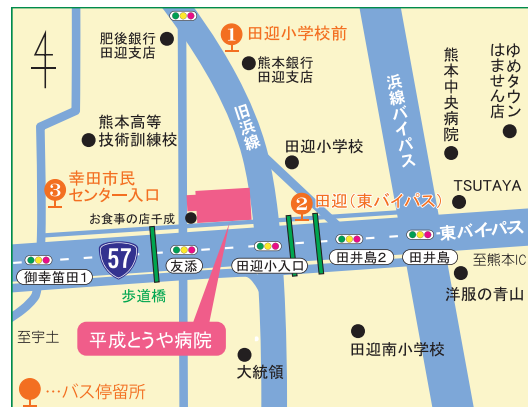 肥後銀行
田迎支店
1
田迎小学校前
熊本銀行
田迎支店
旧浜線
浜線バイパス
熊本中央病院
ゆめタウン
はません店
熊本高等
技術訓練校
田迎小学校
3
幸田市民
センター入口
2
田迎(東バイパス)
TSUTAYA
お食事の店千成
東バイパス
57
御幸笛田1
友添
田迎小入口
田井島2
田井島
至熊本IC
歩道橋
洋服の青山
至宇土
平成とうや病院
田迎南小学校
大統領
…バス停留所